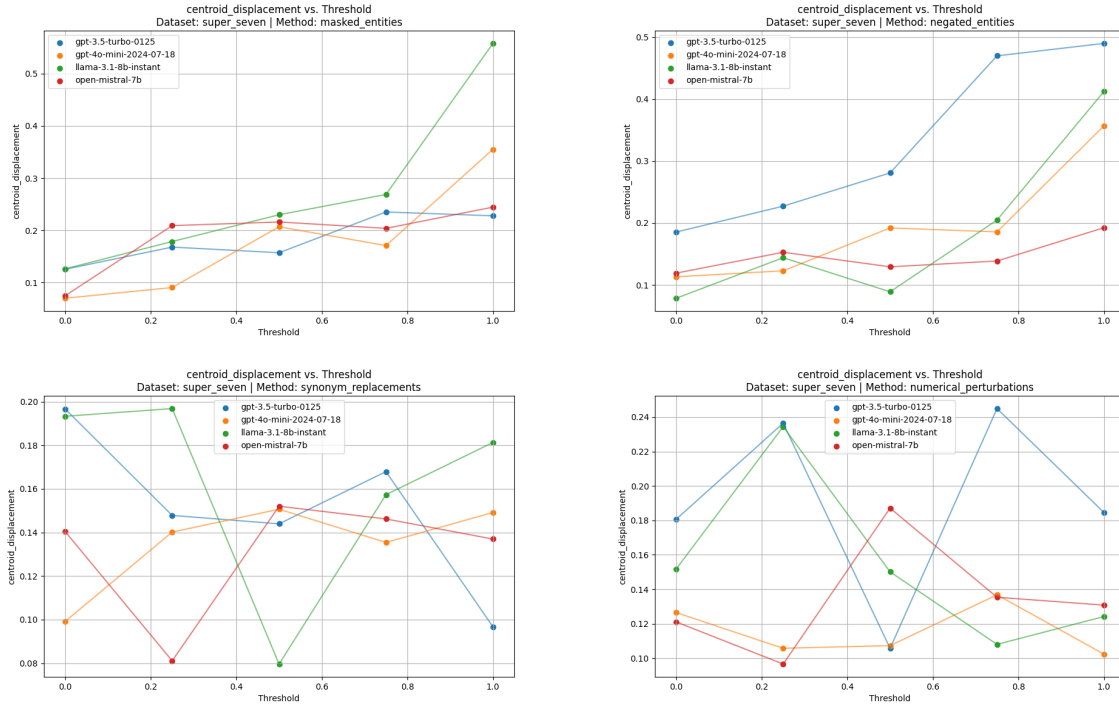 centroid_displacement vs. Threshold
Dataset: super_seven | Method: masked_entities
gpt-3.5-turbo-0125
gpt-4o-mini-2024-07-18
llama-3.1-8b-instant
open-mistral-7b
centroid_displacement
0.5
0.4
0.3
0.2
0.1
0.0 0.2 0.4 0.6 0.8 1.0
Threshold
centroid_displacement vs. Threshold
Dataset: super_seven | Method: negated_entities
gpt-3.5-turbo-0125
gpt-4o-mini-2024-07-18
llama-3.1-8b-instant
open-mistral-7b
centroid_displacement
0.5
0.4
0.3
0.2
0.1
0.0 0.2 0.4 0.6 0.8 1.0
Threshold
centroid_displacement vs. Threshold
Dataset: super_seven | Method: synonym_replacements
gpt-3.5-turbo-0125
gpt-4o-mini-2024-07-18
llama-3.1-8b-instant
open-mistral-7b
centroid_displacement
0.20
0.18
0.16
0.14
0.12
0.10
0.08
0.0 0.2 0.4 0.6 0.8 1.0
Threshold
centroid_displacement vs. Threshold
Dataset: super_seven | Method: numerical_perturbations
gpt-3.5-turbo-0125
gpt-4o-mini-2024-07-18
llama-3.1-8b-instant
open-mistral-7b
centroid_displacement
0.24
0.22
0.20
0.18
0.16
0.14
0.12
0.10
0.0 0.2 0.4 0.6 0.8 1.0
Threshold